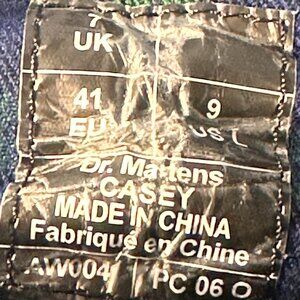 7
UK
41 9
EU US L
Dr. Martens
CASEY
MADE IN CHINA
Fabriqué en Chine
AW004 PC 06 O